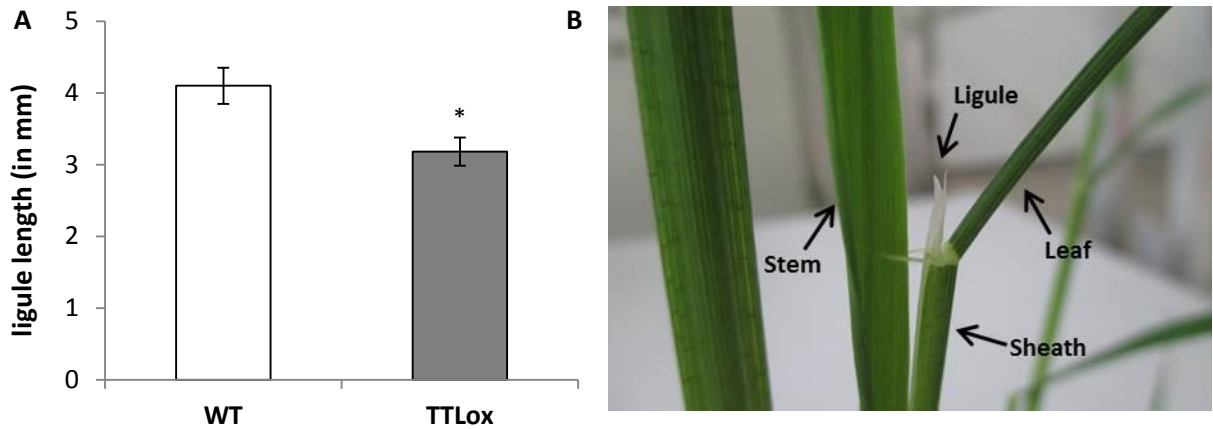 A
ligule length (in mm)
5
4
3
2
1
0
*
WT
TTLox
B
Ligule
Stem
Leaf
Sheath